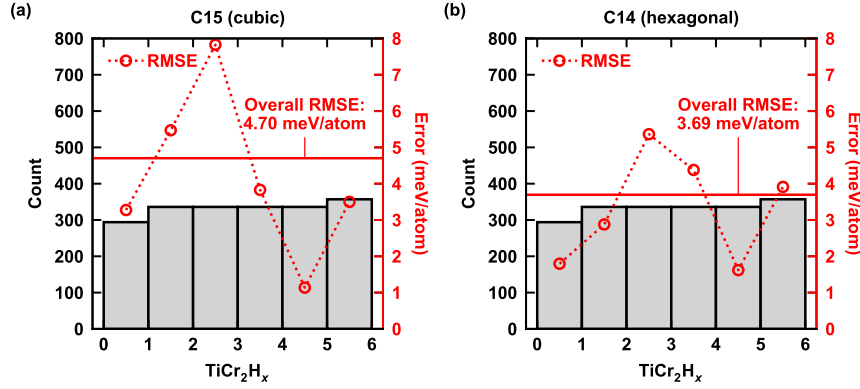 (a)
C15 (cubic)
800
700
600
500
400
300
200
100
0
Count
RMSE
Overall RMSE:
4.70 meV/atom
8
7
6
5
4
3
2
1
0
Error (meV/atom)
0 1 2 3 4 5 6
TiCr₂Hₓ
(b)
C14 (hexagonal)
800
700
600
500
400
300
200
100
0
Count
RMSE
Overall RMSE:
3.69 meV/atom
8
7
6
5
4
3
2
1
0
Error (meV/atom)
0 1 2 3 4 5 6
TiCr₂Hₓ